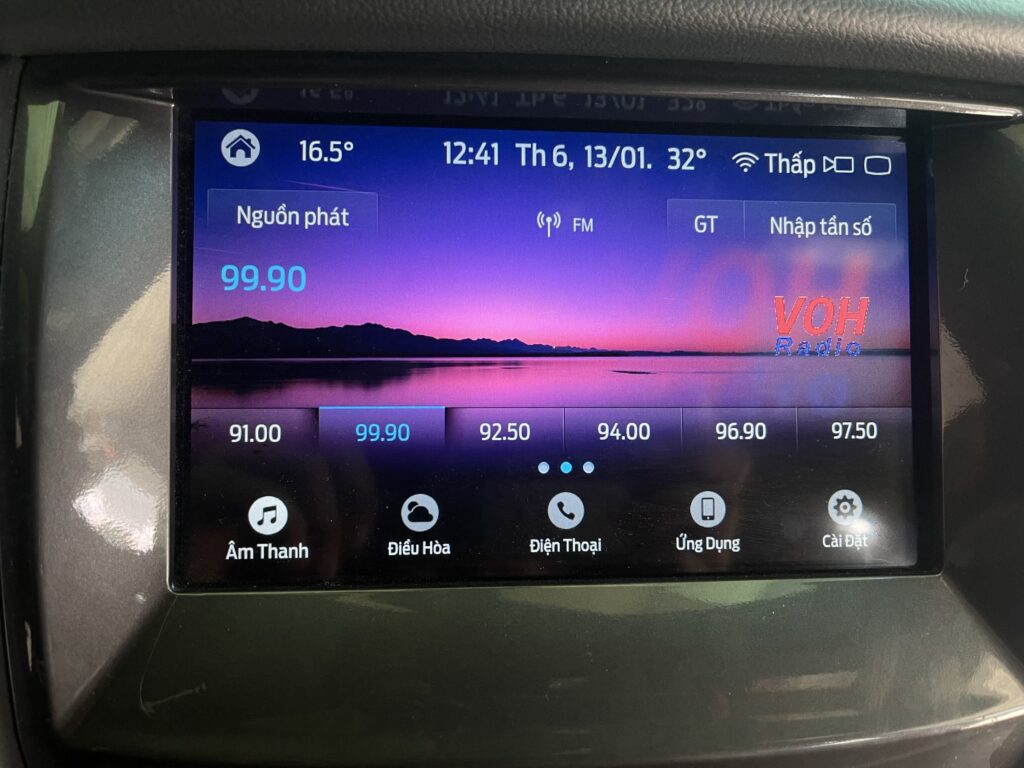 16.5° 12:41 Th 6, 13/01. 32° Thấp
Nguồn phát FM GT Nhập tần số
99.90
VOH
Radio
91.00 99.90 92.50 94.00 96.90 97.50
Âm Thanh Điều Hòa Điện Thoại Ứng Dụng Cài Đặt